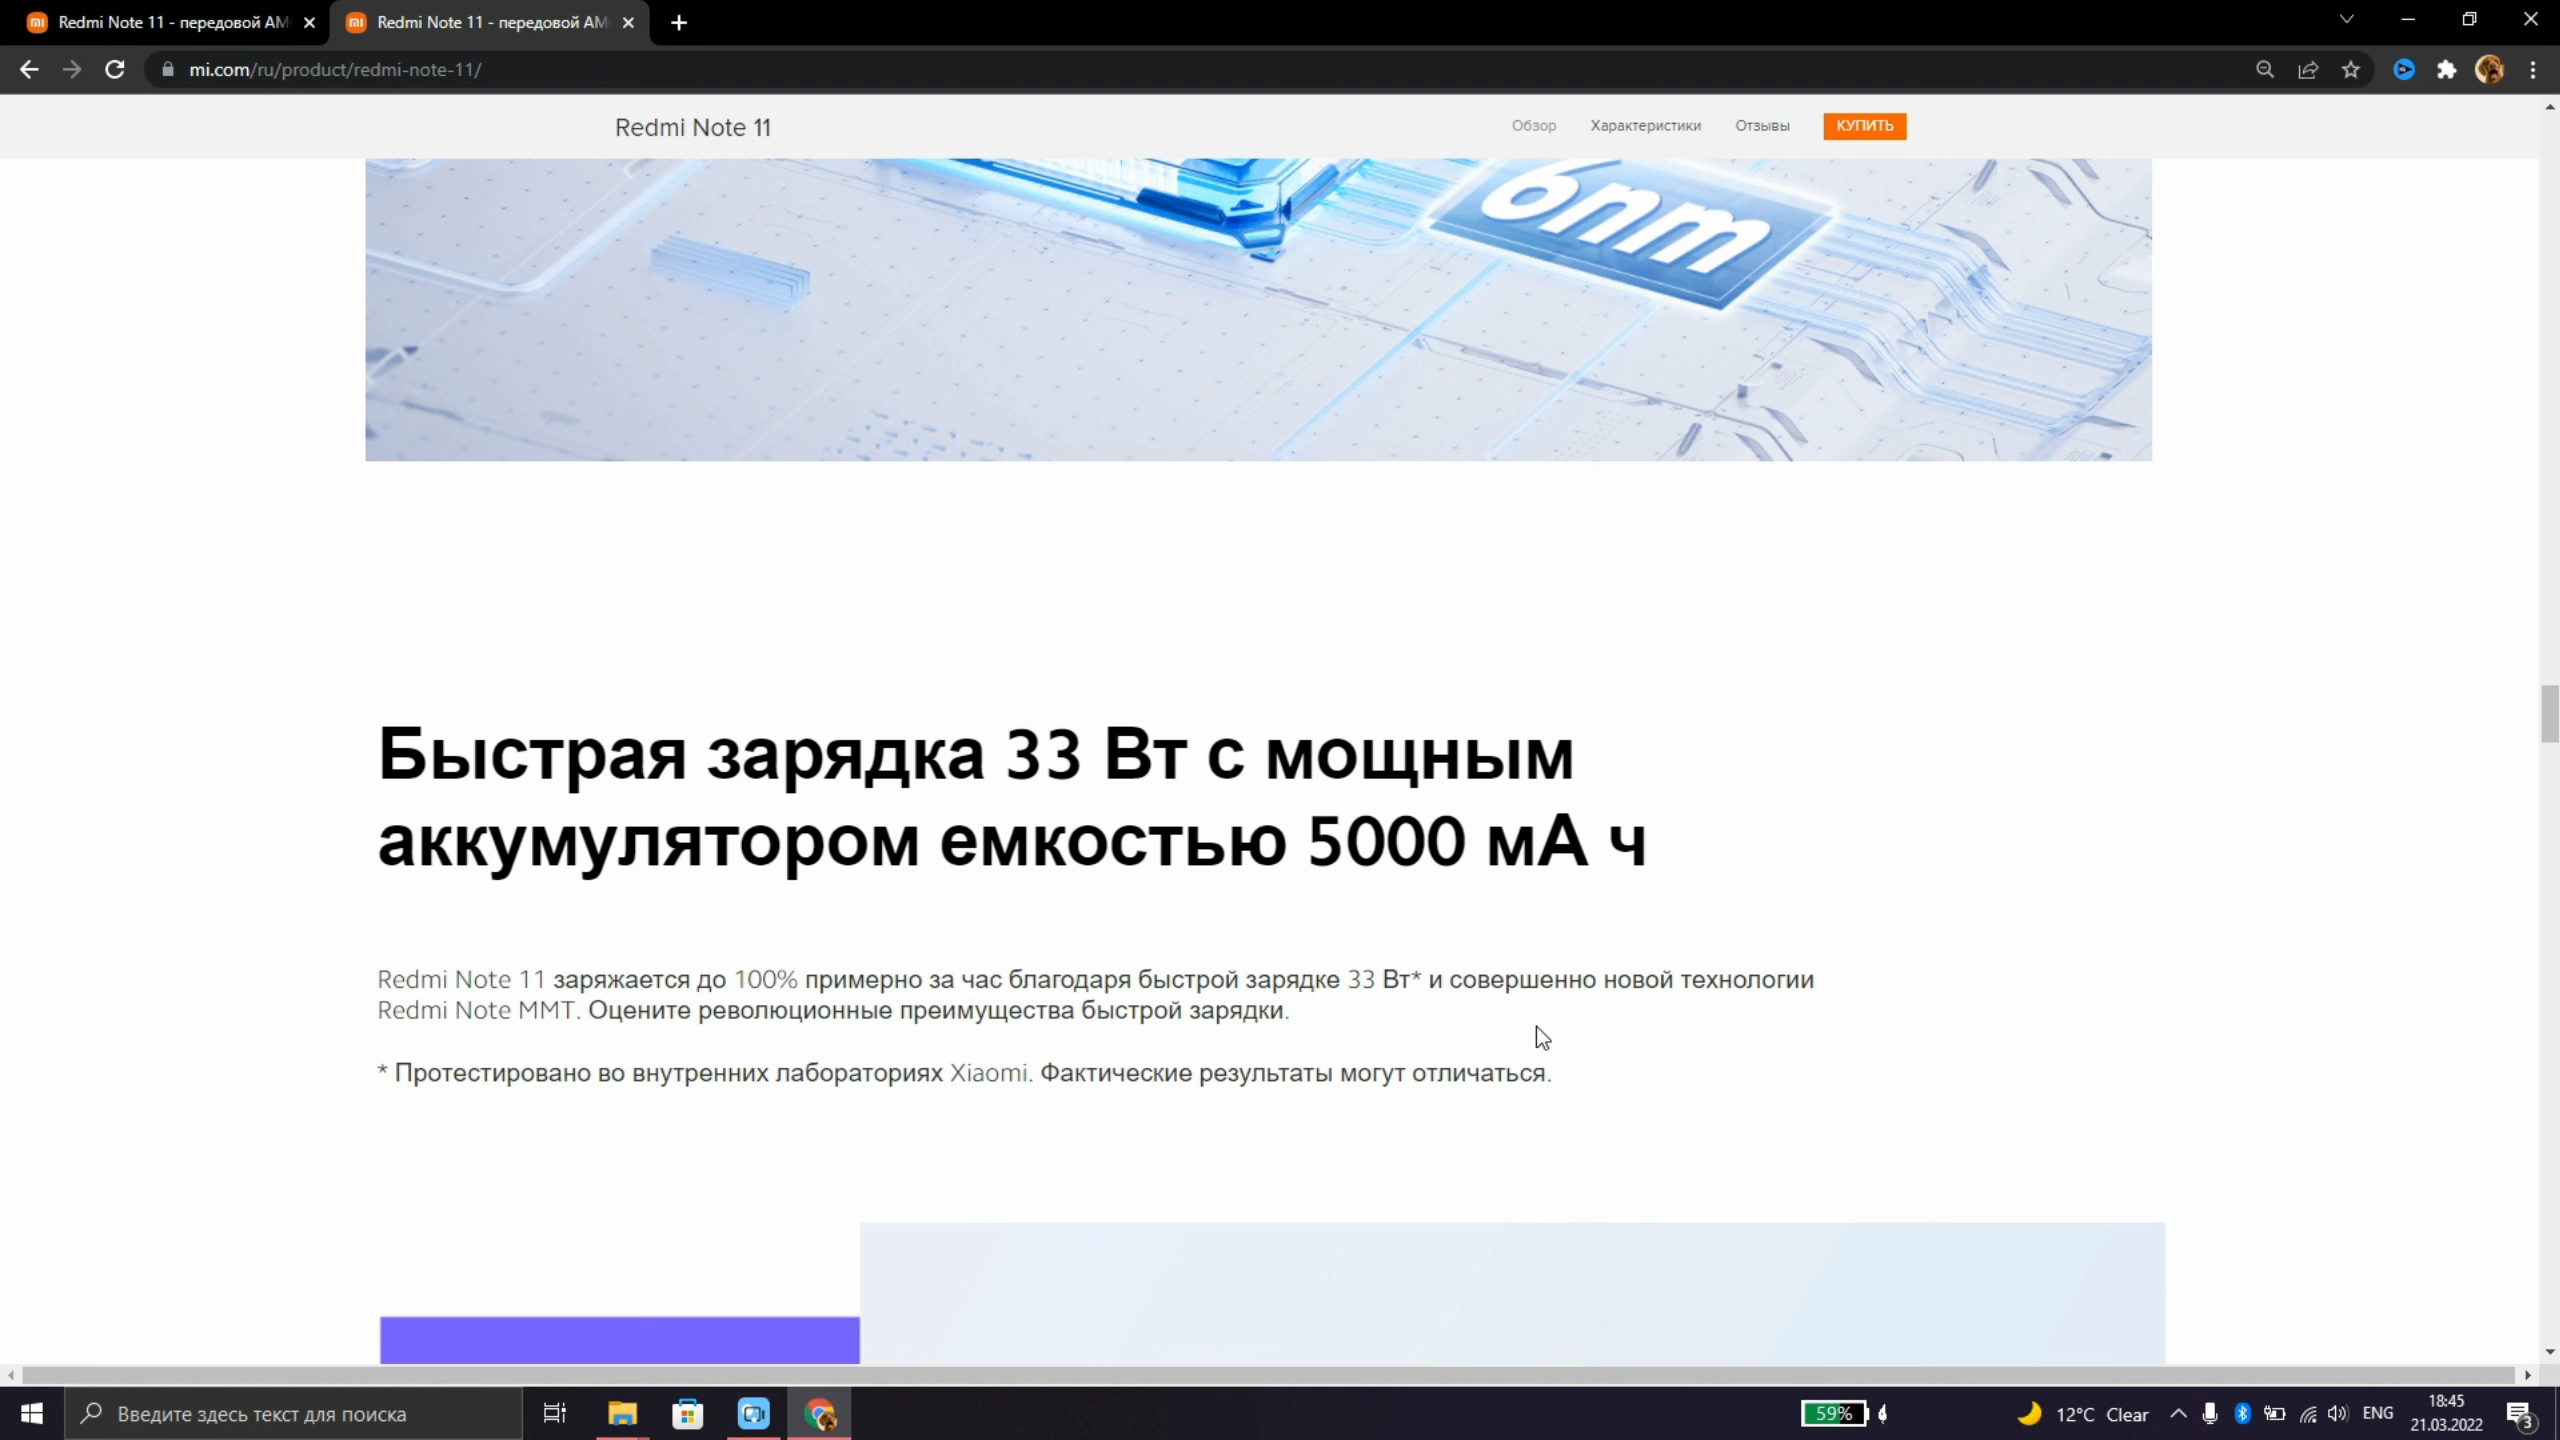 Redmi Note 11 - передовой AM
Redmi Note 11 - передовой AM
mi.com/ru/product/redmi-note-11/
Redmi Note 11
Обзор
Характеристики
Отзывы
КУПИТЬ
6nm
Быстрая зарядка 33 Вт с мощным
аккумулятором емкостью 5000 мА ч
Redmi Note 11 заряжается до 100% примерно за час благодаря быстрой зарядке 33 Вт* и совершенно новой технологии
Redmi Note MMT. Оцените революционные преимущества быстрой зарядки.
* Протестировано во внутренних лабораториях Xiaomi. Фактические результаты могут отличаться.
Введите здесь текст для поиска
59%
12°C Clear
ENG
18:45
21.03.2022
3